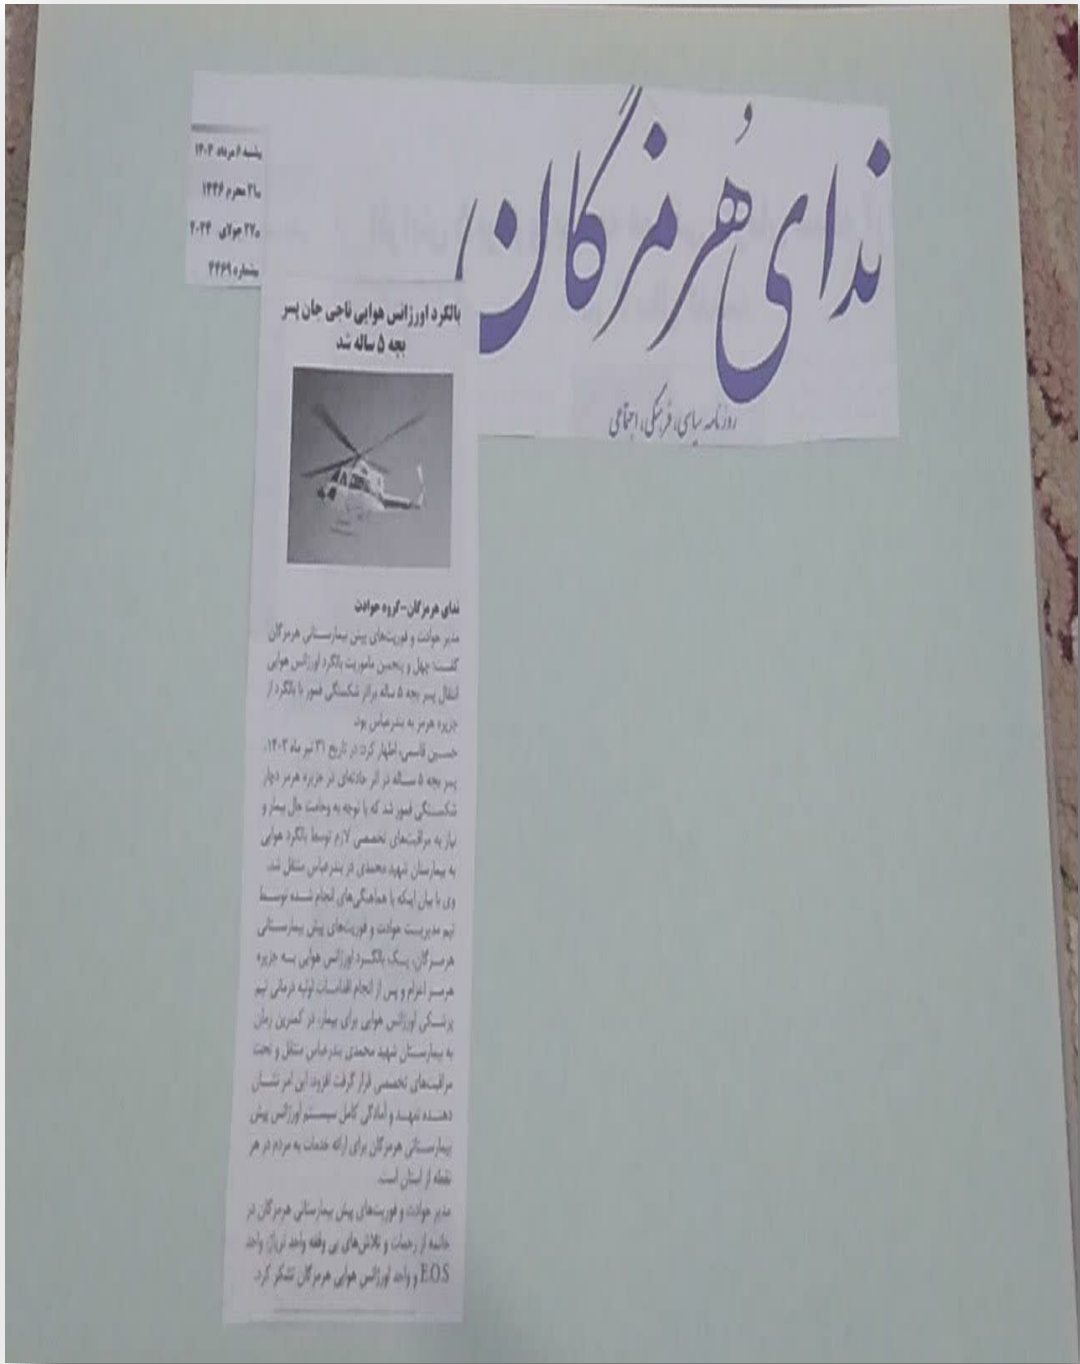 ندای هرمزگان
روزنامه سیاسی، فرهنگی، اجتماعی
شنبه ۶ مرداد ۱۴۰۳
۲۱ محرم ۱۴۴۶
۲۷ جولای ۲۰۲۴
شماره ۴۴۶۹
بالگرد اورژانس هوایی ناجی جان پسر
بچه ۵ ساله شد
ندای هرمزگان-گروه حوادث
مدیر حوادث و فوریت‌های پیش بیمارستانی هرمزگان
گفت: چهل و پنجمین ماموریت بالگرد اورژانس هوایی
انتقال پسر بچه ۵ ساله براثر شکستگی فمور با بالگرد از
جزیره هرمز به بندرعباس بود.
حسین قاسمی، اظهار کرد: در تاریخ ۳۱ تیر ماه ۱۴۰۳،
پسر بچه ۵ ساله در اثر حادثه‌ای در جزیره هرمز دچار
شکستگی فمور شد که با توجه به وخامت حال بیمار و
نیاز به مراقبت‌های تخصصی لازم توسط بالگرد هوایی
به بیمارستان شهید محمدی در بندرعباس منتقل شد.
وی با بیان اینکه با هماهنگی‌های انجام شده توسط
تیم مدیریت حوادث و فوریت‌های پیش بیمارستانی
هرمزگان، یک بالگرد اورژانس هوایی به جزیره
هرمز اعزام و پس از انجام اقدامات اولیه درمانی تیم
پزشکی اورژانس هوایی برای بیمار، در کمترین زمان
به بیمارستان شهید محمدی بندرعباس منتقل و تحت
مراقبت‌های تخصصی قرار گرفت افزود: این امر نشان
دهنده تعهد و آمادگی کامل سیستم اورژانس پیش
بیمارستانی هرمزگان برای ارائه خدمات به مردم در هر
نقطه از استان است.
مدیر حوادث و فوریت‌های پیش بیمارستانی هرمزگان در
خاتمه از زحمات و تلاش‌های بی وقفه واحد تریاژ، واحد
E.O.S و واحد اورژانس هوایی هرمزگان تشکر کرد.